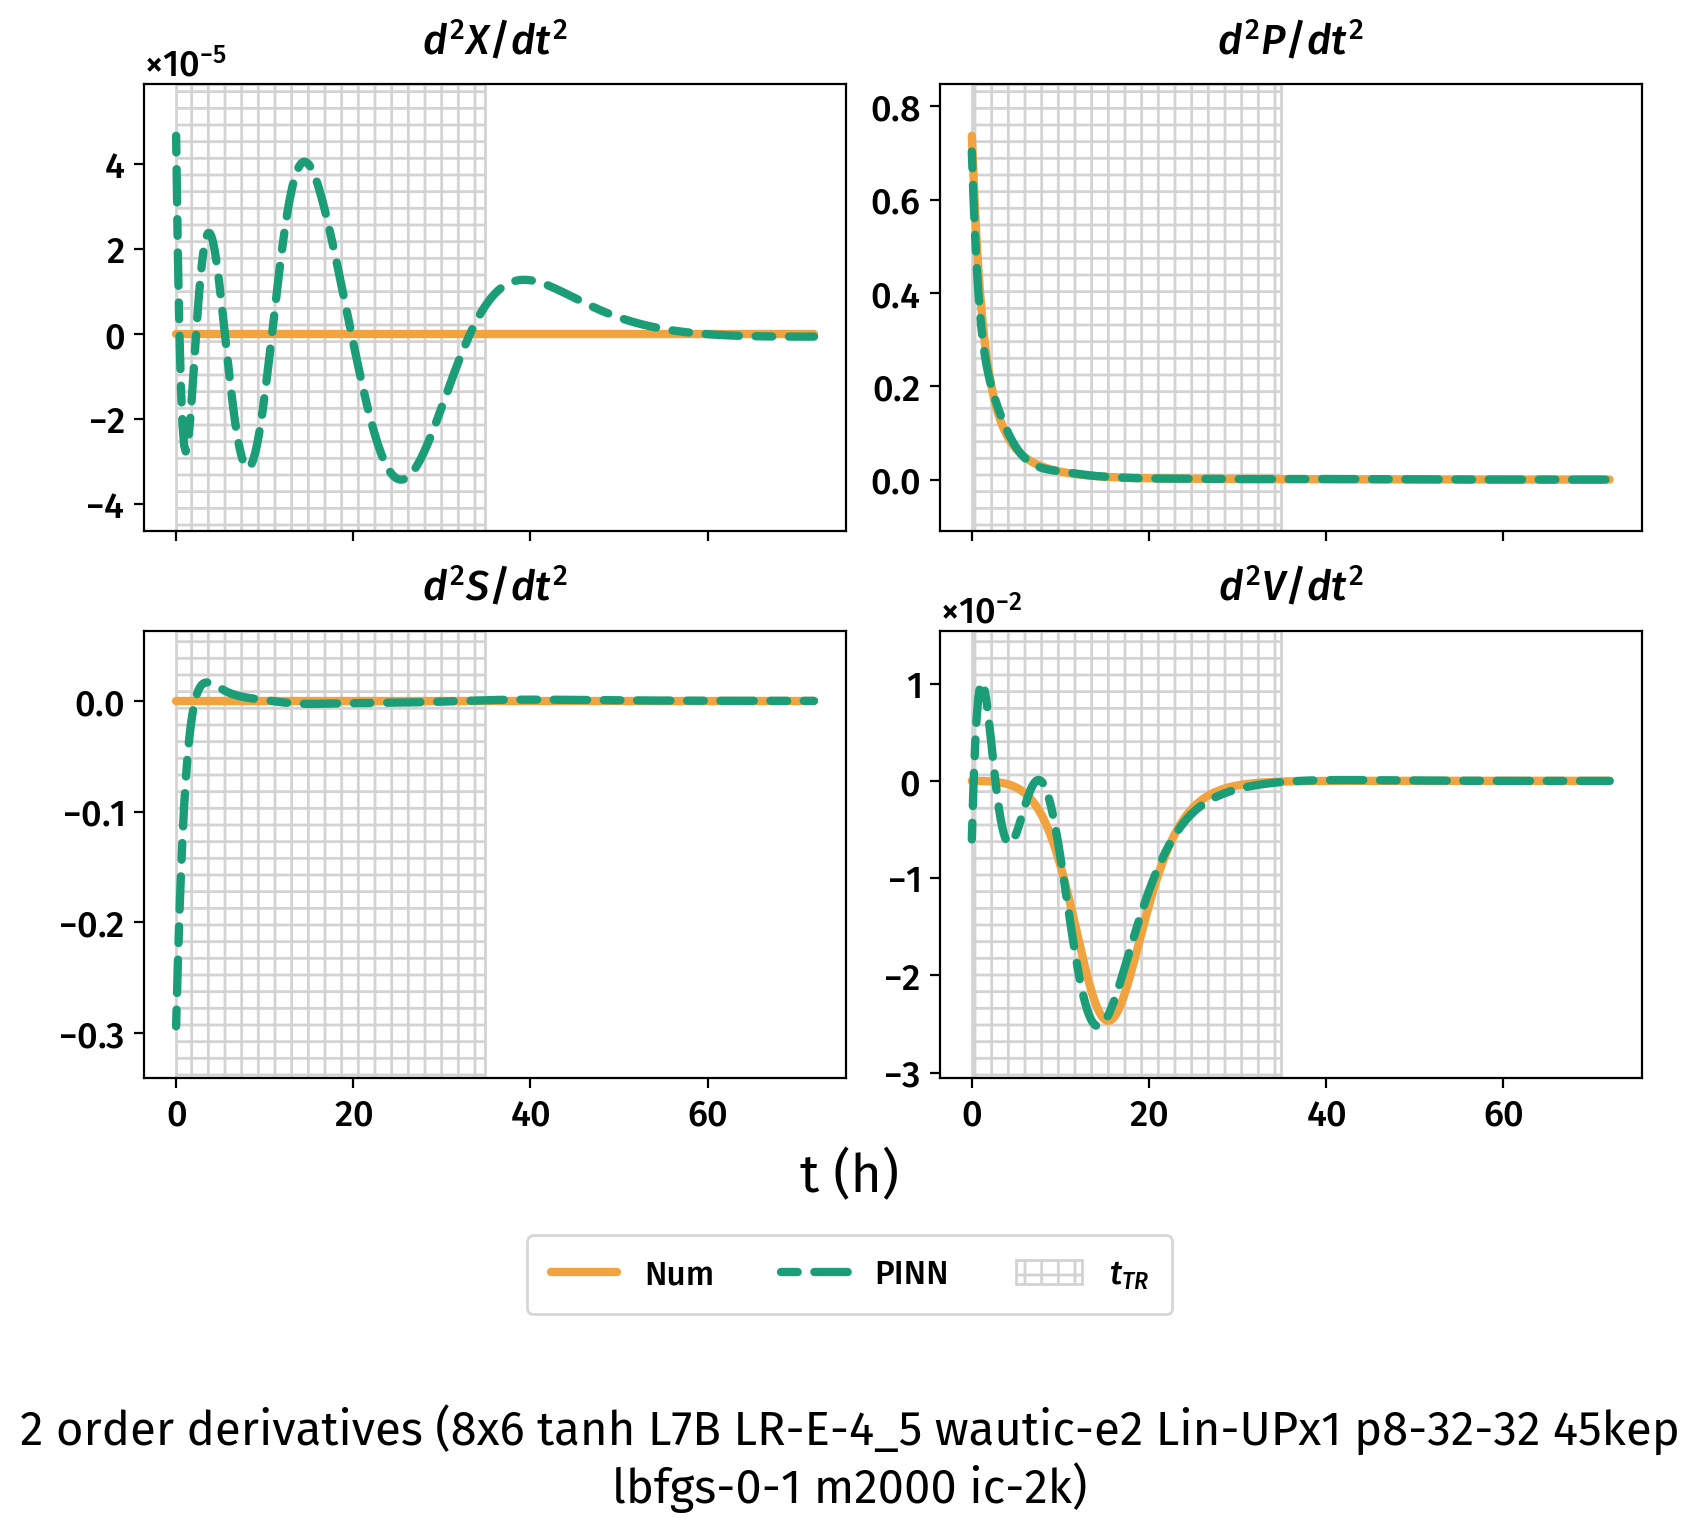 d²X/dt²
×10⁻⁵
4
2
0
−2
−4
d²P/dt²
0.8
0.6
0.4
0.2
0.0
d²S/dt²
0.0
−0.1
−0.2
−0.3
0 20 40 60
d²V/dt²
×10⁻²
1
0
−1
−2
−3
0 20 40 60
t (h)
Num PINN t_TR
2 order derivatives (8x6 tanh L7B LR-E-4_5 wautic-e2 Lin-UPx1 p8-32-32 45kep
lbfgs-0-1 m2000 ic-2k)